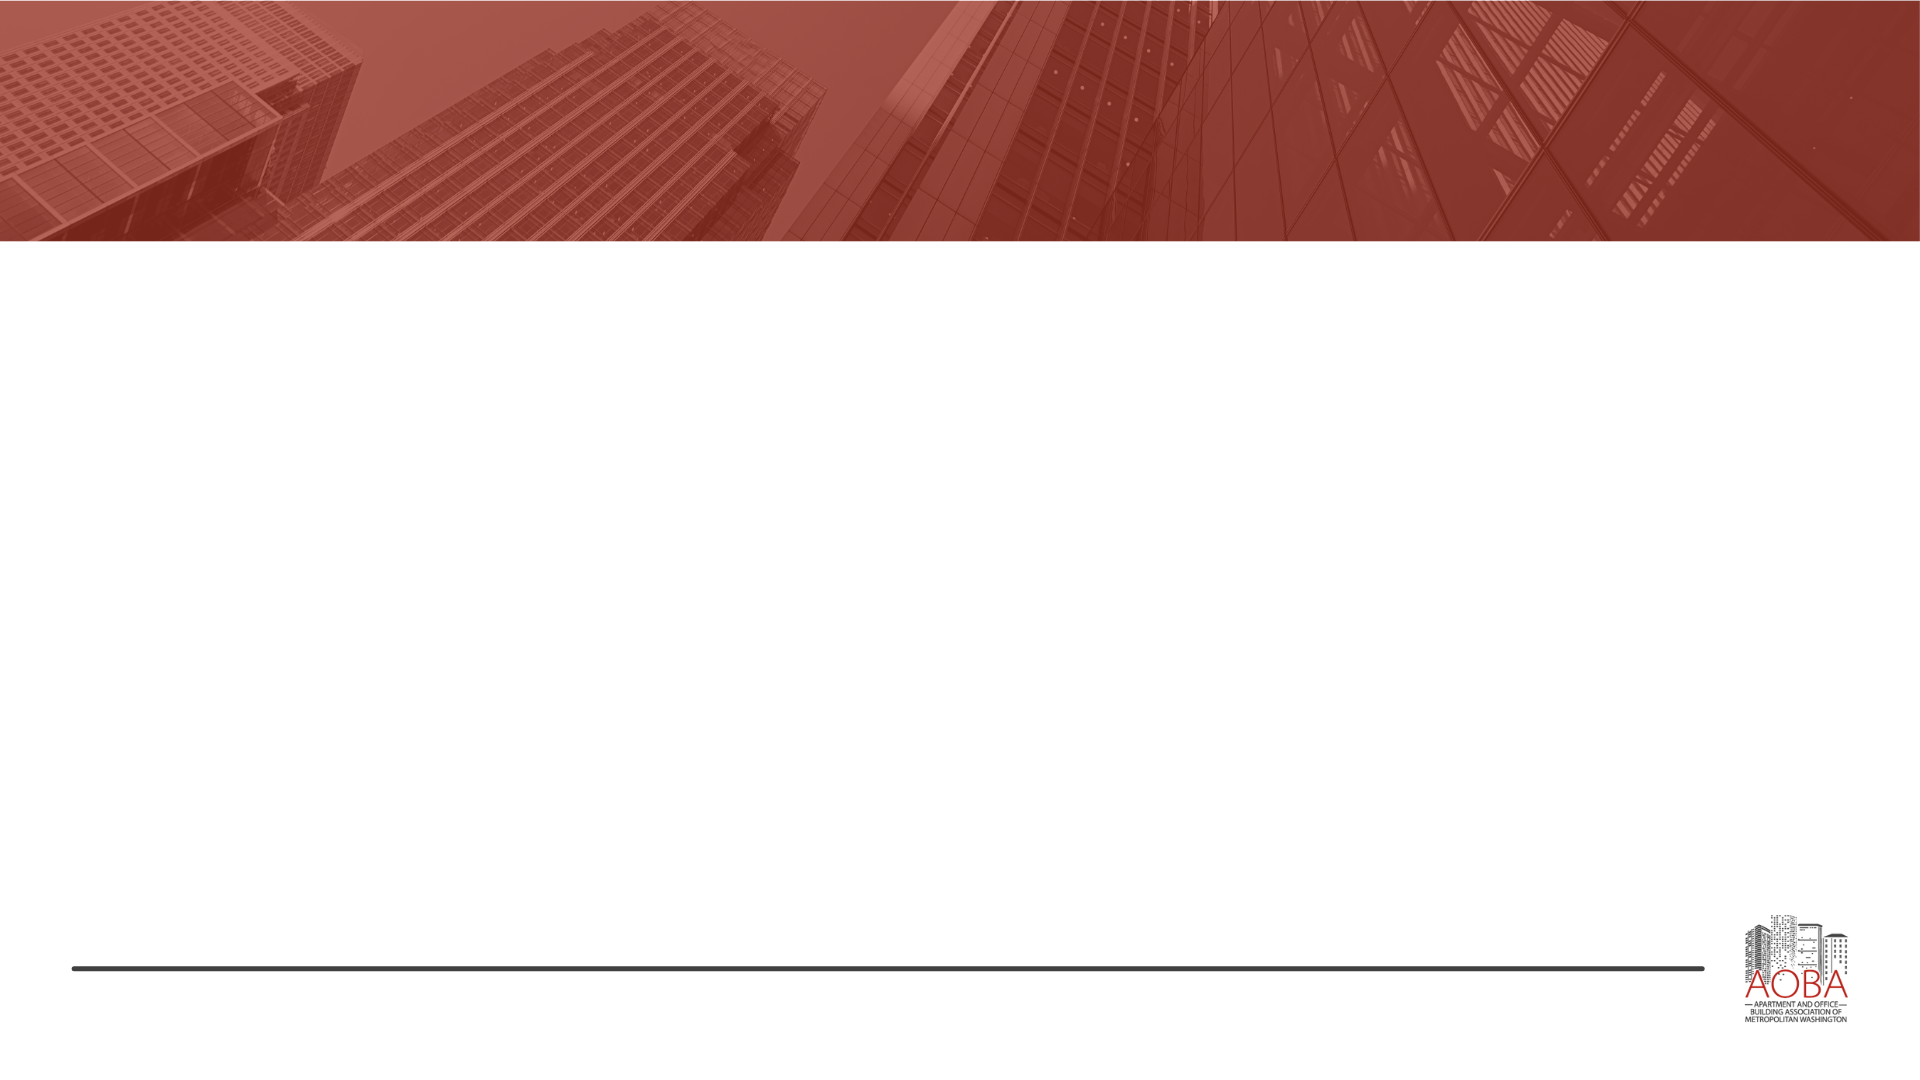 AOBA
APARTMENT AND OFFICE
BUILDING ASSOCIATION OF
METROPOLITAN WASHINGTON